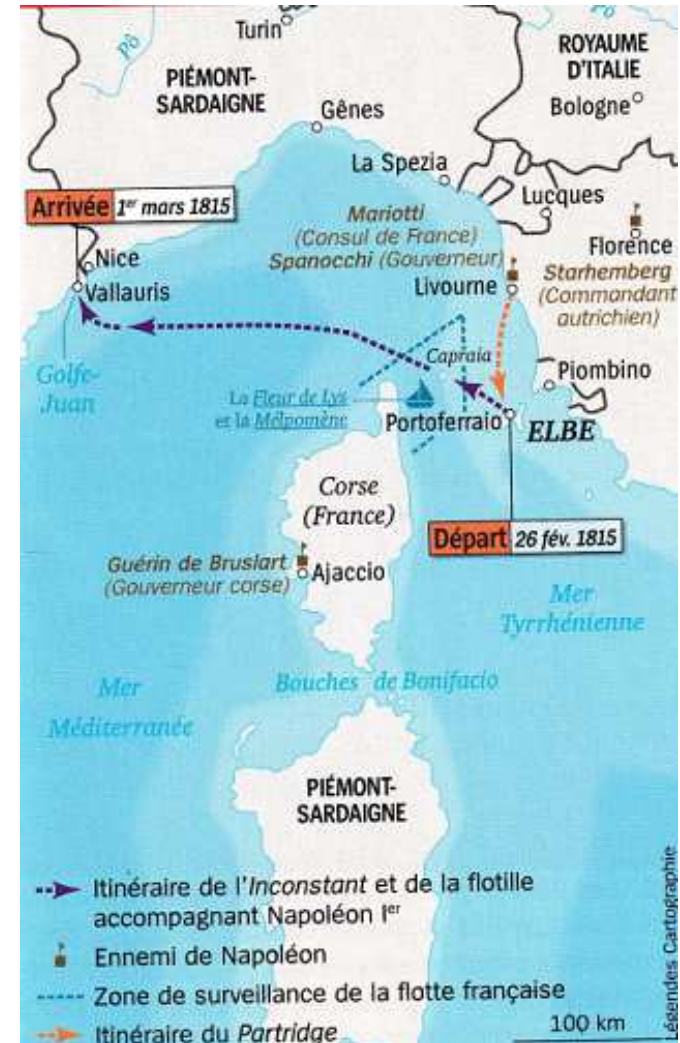 Pô
Turin
PIÉMONT-
SARDAIGNE
ROYAUME
D'ITALIE
Bologne
Gênes
La Spezia
Lucques
Arrivée 1er mars 1815
Mariotti
(Consul de France)
Spanocchi (Gouverneur)
Florence
Starhemberg
(Commandant
autrichien)
Nice
Vallauris
Livourne
Golfe-
Juan
Capraia
Piombino
La Fleur de Lys
et la Melpomène
Portoferraio
ELBE
Corse
(France)
Départ 26 fév. 1815
Guérin de Bruslart
(Gouverneur corse)
Ajaccio
Mer
Tyrrhénienne
Mer
Méditerranée
Bouches de Bonifacio
PIÉMONT-
SARDAIGNE
Itinéraire de l'Inconstant et de la flotille
accompagnant Napoléon Ier
Ennemi de Napoléon
Zone de surveillance de la flotte française
Itinéraire du Partridge
100 km
Légendes Cartographie